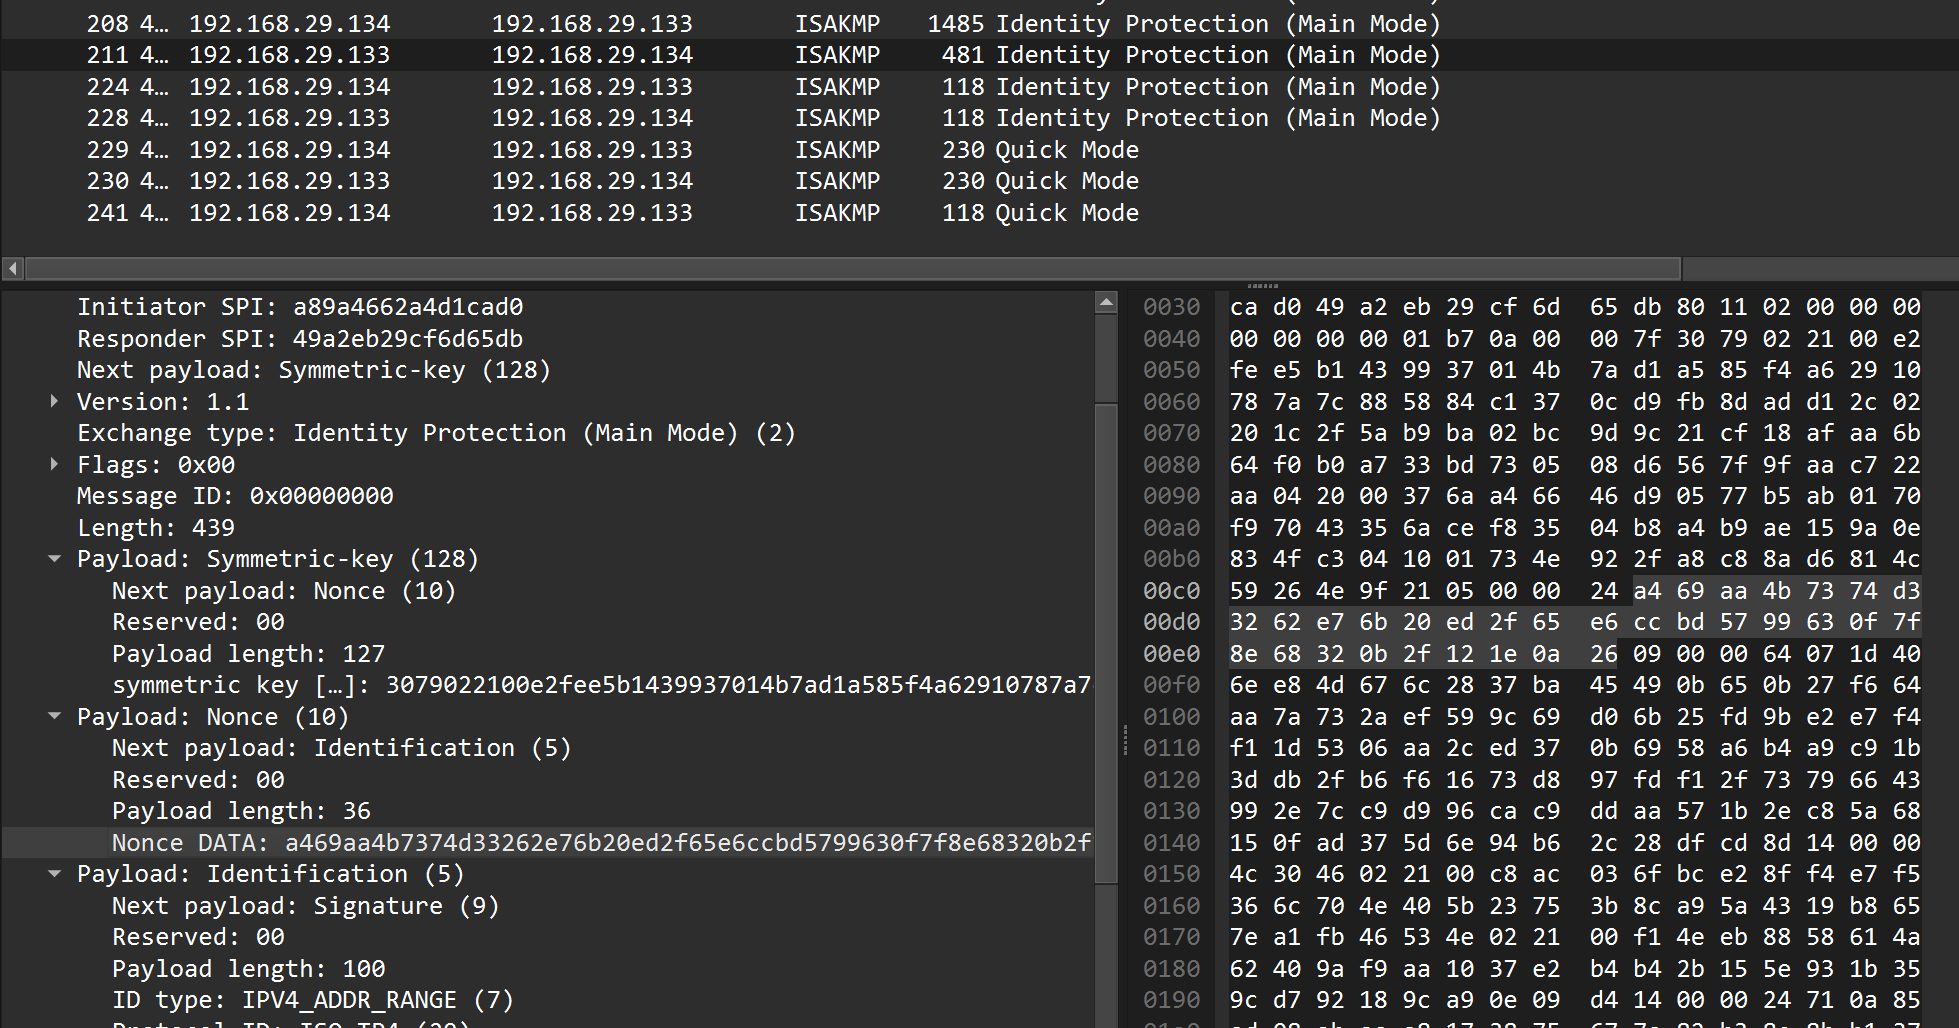 208 4… 192.168.29.134 192.168.29.133 ISAKMP 1485 Identity Protection (Main Mode)
211 4… 192.168.29.133 192.168.29.134 ISAKMP 481 Identity Protection (Main Mode)
224 4… 192.168.29.134 192.168.29.133 ISAKMP 118 Identity Protection (Main Mode)
228 4… 192.168.29.133 192.168.29.134 ISAKMP 118 Identity Protection (Main Mode)
229 4… 192.168.29.134 192.168.29.133 ISAKMP 230 Quick Mode
230 4… 192.168.29.133 192.168.29.134 ISAKMP 230 Quick Mode
241 4… 192.168.29.134 192.168.29.133 ISAKMP 118 Quick Mode
Initiator SPI: a89a4662a4d1cad0
Responder SPI: 49a2eb29cf6d65db
Next payload: Symmetric-key (128)
Version: 1.1
Exchange type: Identity Protection (Main Mode) (2)
Flags: 0x00
Message ID: 0x00000000
Length: 439
Payload: Symmetric-key (128)
Next payload: Nonce (10)
Reserved: 00
Payload length: 127
symmetric key […]: 3079022100e2fee5b1439937014b7ad1a585f4a62910787a7
Payload: Nonce (10)
Next payload: Identification (5)
Reserved: 00
Payload length: 36
Nonce DATA: a469aa4b7374d33262e76b20ed2f65e6ccbd5799630f7f8e68320b2f
Payload: Identification (5)
Next payload: Signature (9)
Reserved: 00
Payload length: 100
ID type: IPV4_ADDR_RANGE (7)
0030 ca d0 49 a2 eb 29 cf 6d 65 db 80 11 02 00 00 00
0040 00 00 00 00 01 b7 0a 00 00 7f 30 79 02 21 00 e2
0050 fe e5 b1 43 99 37 01 4b 7a d1 a5 85 f4 a6 29 10
0060 78 7a 7c 88 58 84 c1 37 0c d9 fb 8d ad d1 2c 02
0070 20 1c 2f 5a b9 ba 02 bc 9d 9c 21 cf 18 af aa 6b
0080 64 f0 b0 a7 33 bd 73 05 08 d6 56 7f 9f aa c7 22
0090 aa 04 20 00 37 6a a4 66 46 d9 05 77 b5 ab 01 70
00a0 f9 70 43 35 6a ce f8 35 04 b8 a4 b9 ae 15 9a 0e
00b0 83 4f c3 04 10 01 73 4e 92 2f a8 c8 8a d6 81 4c
00c0 59 26 4e 9f 21 05 00 00 24 a4 69 aa 4b 73 74 d3
00d0 32 62 e7 6b 20 ed 2f 65 e6 cc bd 57 99 63 0f 7f
00e0 8e 68 32 0b 2f 12 1e 0a 26 09 00 00 64 07 1d 40
00f0 6e e8 4d 67 6c 28 37 ba 45 49 0b 65 0b 27 f6 64
0100 aa 7a 73 2a ef 59 9c 69 d0 6b 25 fd 9b e2 e7 f4
0110 f1 1d 53 06 aa 2c ed 37 0b 69 58 a6 b4 a9 c9 1b
0120 3d db 2f b6 f6 16 73 d8 97 fd f1 2f 73 79 66 43
0130 99 2e 7c c9 d9 96 ca c9 dd aa 57 1b 2e c8 5a 68
0140 15 0f ad 37 5d 6e 94 b6 2c 28 df cd 8d 14 00 00
0150 4c 30 46 02 21 00 c8 ac 03 6f bc e2 8f f4 e7 f5
0160 36 6c 70 4e 40 5b 23 75 3b 8c a9 5a 43 19 b8 65
0170 7e a1 fb 46 53 4e 02 21 00 f1 4e eb 88 58 61 4a
0180 62 40 9a f9 aa 10 37 e2 b4 b4 2b 15 5e 93 1b 35
0190 9c d7 92 18 9c a9 0e 09 d4 14 00 00 24 71 0a 85